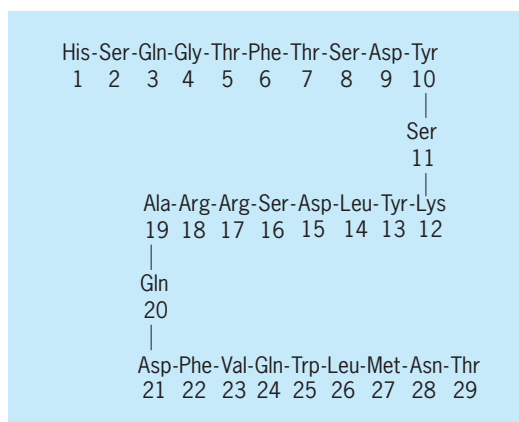 His-Ser-Gln-Gly-Thr-Phe-Thr-Ser-Asp-Tyr
1 2 3 4 5 6 7 8 9 10
Ser
11
Ala-Arg-Arg-Ser-Asp-Leu-Tyr-Lys
19 18 17 16 15 14 13 12
Gln
20
Asp-Phe-Val-Gln-Trp-Leu-Met-Asn-Thr
21 22 23 24 25 26 27 28 29